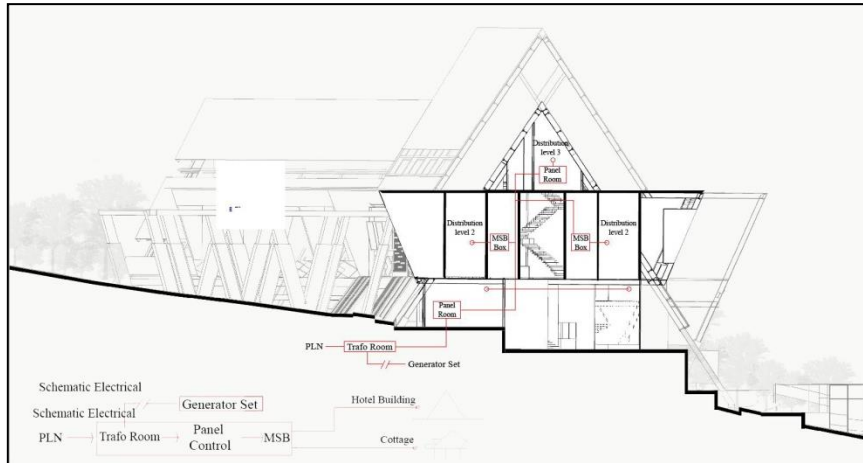 Distribution
level 3
Panel
Room
Distribution
level 2
MSB
Box
MSB
Box
Distribution
level 2
Panel
Room
PLN
Trafo Room
Generator Set
Schematic Electrical
Schematic Electrical
Generator Set
Hotel Building
PLN
Trafo Room
Panel
Control
MSB
Cottage